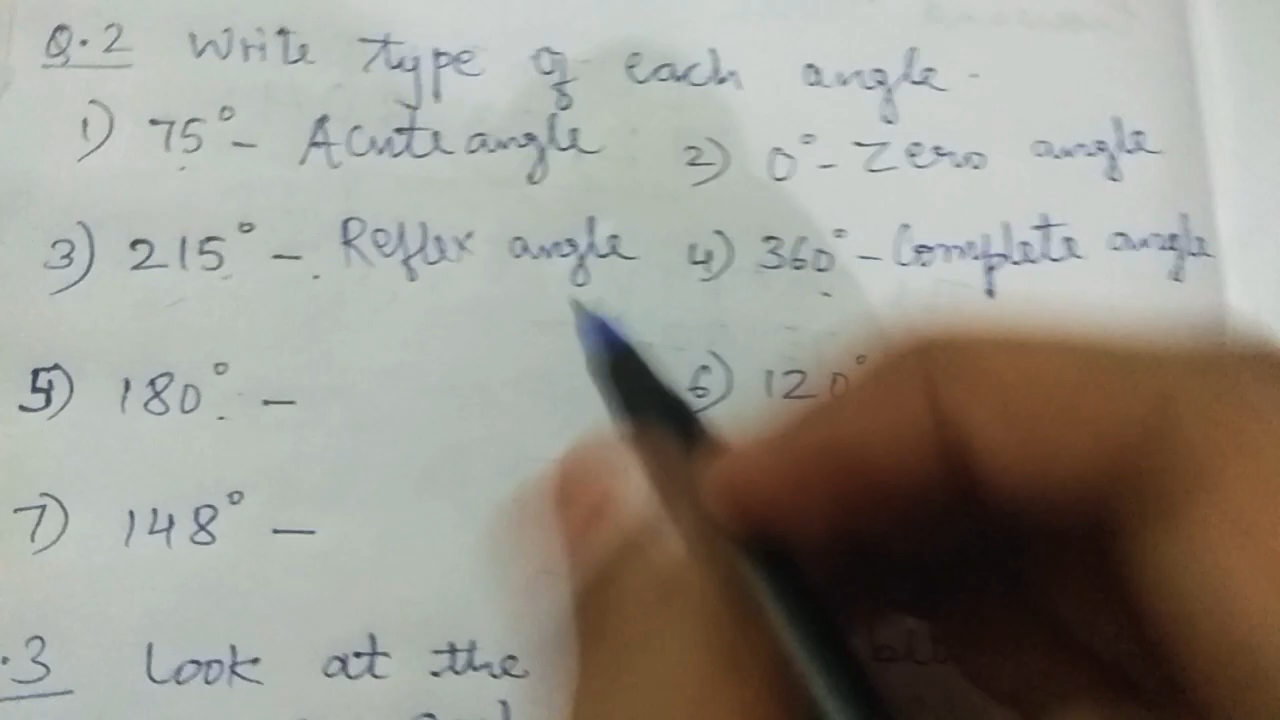 Q.2 Write type of each angle.
1) 75° - Acute angle 2) 0° - Zero angle
3) 215° - Reflex angle 4) 360° - Complete angle
5) 180° - 6) 120°
7) 148° -
.3 Look at the